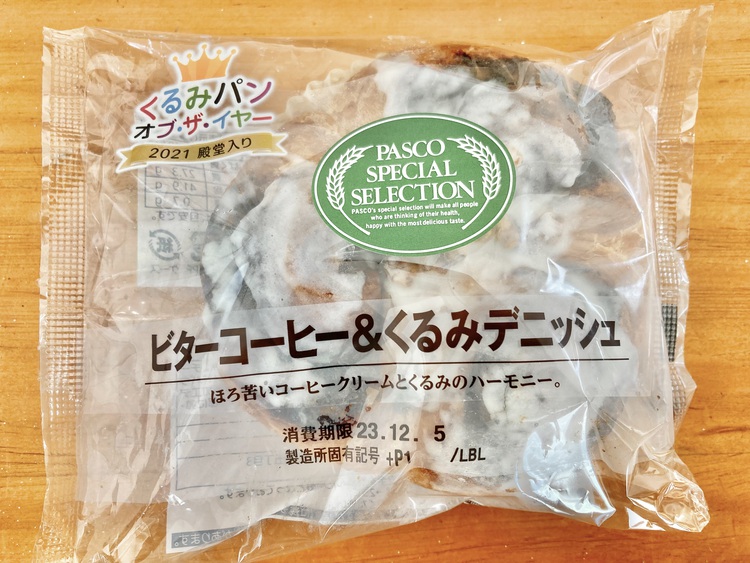 くるみパン
オブ・ザ・イヤー
2021 殿堂入り
PASCO
SPECIAL
SELECTION
PASCO's special selection will make all people
who are thinking of their health,
happy with the most delicious taste.
ビターコーヒー&くるみデニッシュ
ほろ苦いコーヒークリームとくるみのハーモニー。
消費期限23.12. 5
製造所固有記号 +P1 /LBL